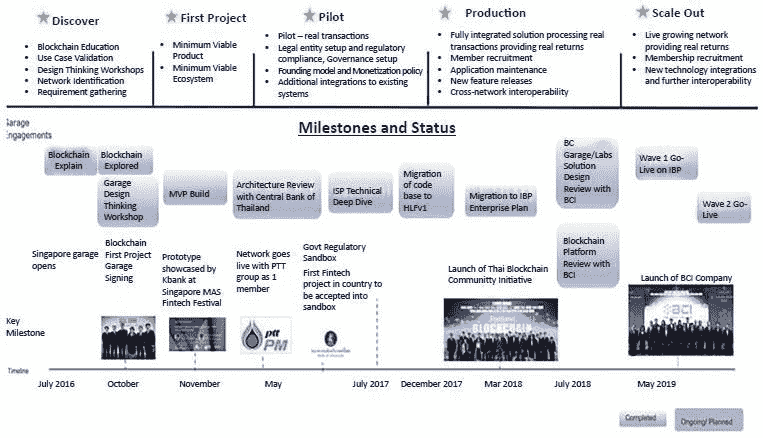 Discover
First Project
Pilot
Production
Scale Out
• Blockchain Education
• Use Case Validation
• Design Thinking Workshops
• Network Identification
• Requirement gathering
• Minimum Viable
Product
• Minimum Viable
Ecosystem
• Pilot – real transactions
• Legal entity setup and regulatory
compliance, Governance setup
• Founding model and Monetization policy
• Additional integrations to existing
systems
• Fully integrated solution processing real
transactions providing real returns
• Member recruitment
• Application maintenance
• New feature releases
• Cross-network interoperability
• Live growing network
providing real returns
• Membership recruitment
• New technology integrations
and further interoperability
Garage
Engagements
Milestones and Status
Blockchain
Explain
Blockchain
Explored
Garage
Design
Thinking
Workshop
MVP Build
Architecture Review
with Central Bank of
Thailand
ISP Technical
Deep Dive
Migration
of code
base to
HLFv1
Migration to IBP
Enterprise Plan
BC
Garage/Labs
Solution
Design
Review with
BCI
Wave 1 Go-
Live on IBP
Wave 2 Go-
Live
Singapore garage
opens
Blockchain
First Project
Garage
Signing
Prototype
showcased by
Kbank at
Singapore MAS
Fintech Festival
Network goes
live with PTT
group as 1
member
Govt Regulatory
Sandbox
First Fintech
project in country to
be accepted into
sandbox
Launch of Thai Blockchain
Community Initiative
Blockchain
Platform
Review with
BCI
Launch of BCI Company
Key
Milestone
ptt
PM
BLOCKCHAIN
BCI
Timeline
July 2016
October
November
May
July 2017
December 2017
Mar 2018
July 2018
May 2019
Completed
Ongoing/ Planned